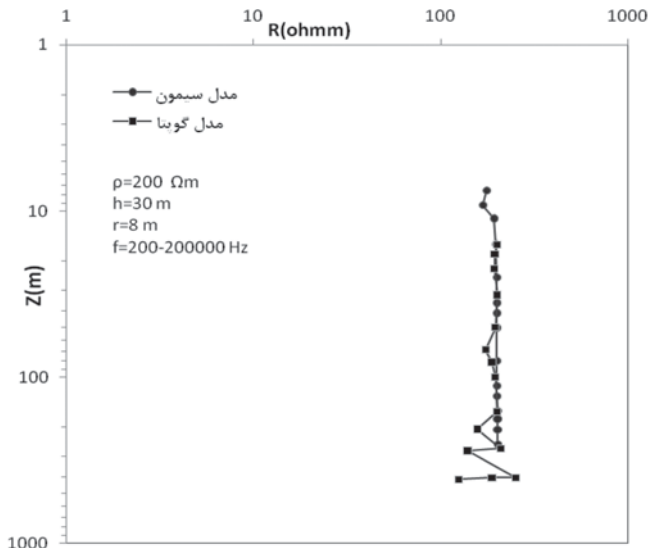 1 10 100 1000
R(ohmm)
1
مدل سیمون
مدل گوپتا
ρ=200 Ωm
h=30 m
r=8 m
f=200-200000 Hz
10
Z(m)
100
1000